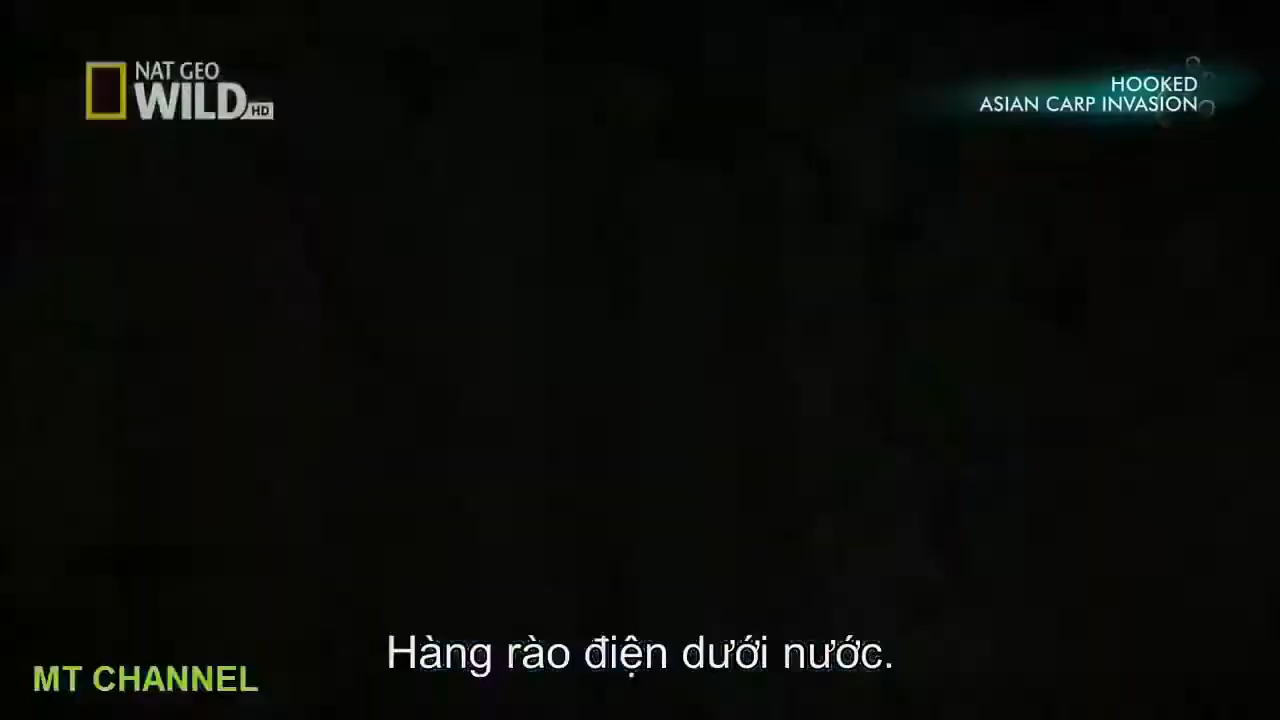 NAT GEO
WILD HD
HOOKED
ASIAN CARP INVASION
Hàng rào điện dưới nước.
MT CHANNEL